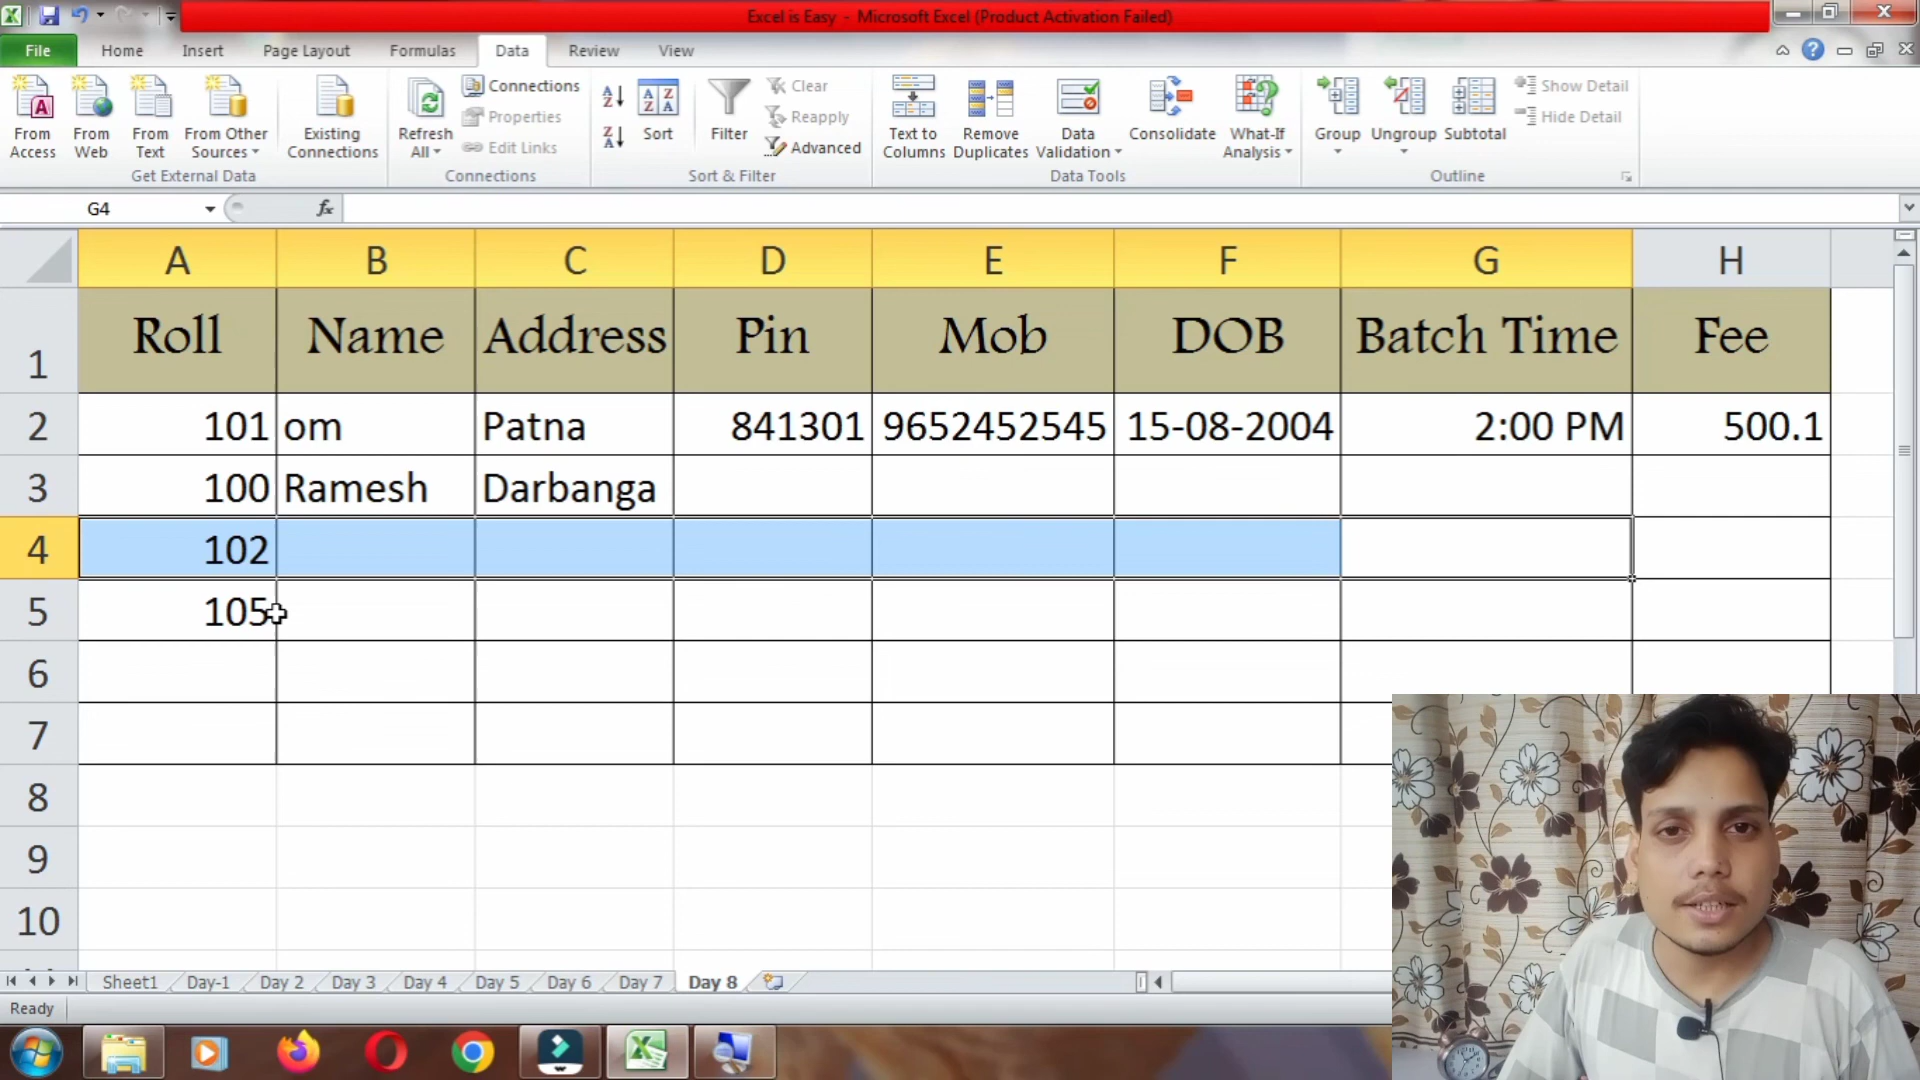 Excel is Easy - Microsoft Excel (Product Activation Failed)
File Home Insert Page Layout Formulas Data Review View
From Access
From Web
From Text
From Other Sources
Existing Connections
Refresh All
Connections
Properties
Edit Links
Sort
Filter
Clear
Reapply
Advanced
Text to Columns
Remove Duplicates
Data Validation
Consolidate
What-If Analysis
Group
Ungroup
Subtotal
Show Detail
Hide Detail
Get External Data Connections Sort & Filter Data Tools Outline
G4 fx
A B C D E F G H
1 Roll Name Address Pin Mob DOB Batch Time Fee
2 101 om Patna 841301 9652452545 15-08-2004 2:00 PM 500.1
3 100 Ramesh Darbanga
4 102
5 105
6
7
8
9
10
Sheet1 Day-1 Day 2 Day 3 Day 4 Day 5 Day 6 Day 7 Day 8
Ready